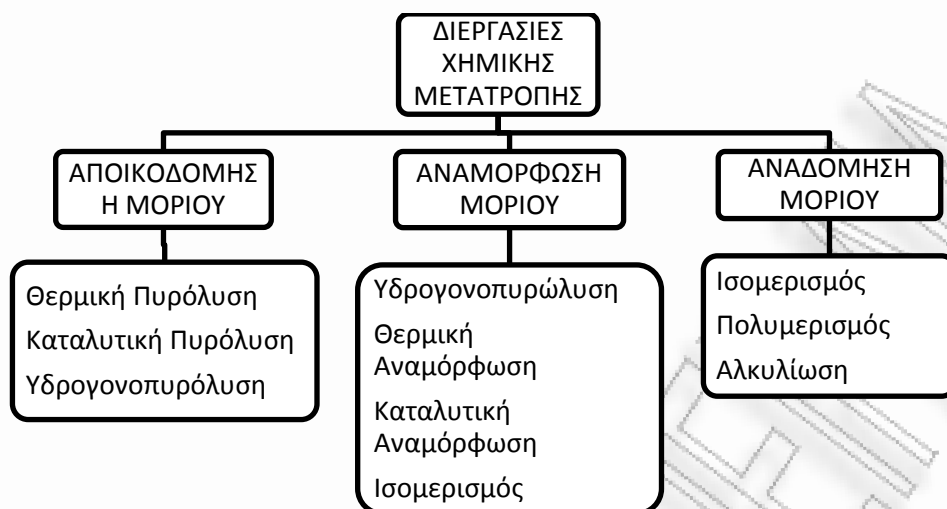 ΔΙΕΡΓΑΣΙΕΣ
ΧΗΜΙΚΗΣ
ΜΕΤΑΤΡΟΠΗΣ
ΑΠΟΙΚΟΔΟΜΗΣ
Η ΜΟΡΙΟΥ
ΑΝΑΜΟΡΦΩΣΗ
ΜΟΡΙΟΥ
ΑΝΑΔΟΜΗΣΗ
ΜΟΡΙΟΥ
Θερμική Πυρόλυση
Καταλυτική Πυρόλυση
Υδρογονοπυρόλυση
Υδρογονοπυρώλυση
Θερμική
Αναμόρφωση
Καταλυτική
Αναμόρφωση
Ισομερισμός
Ισομερισμός
Πολυμερισμός
Αλκυλίωση